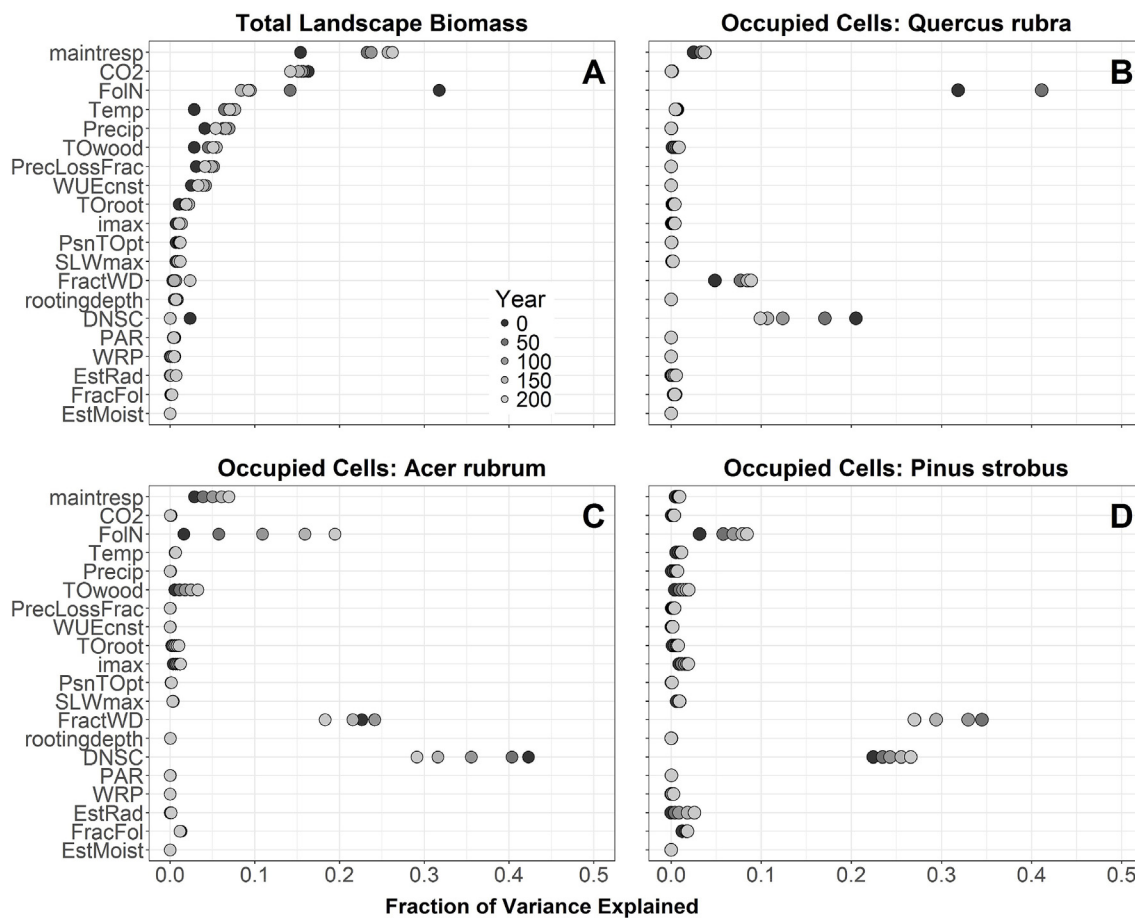 Total Landscape Biomass
Occupied Cells: Quercus rubra
maintresp
CO2
FolN
Temp
Precip
TOwood
PrecLossFrac
WUEcnst
TOroot
imax
PsnTOpt
SLWmax
FractWD
rootingdepth
DNSC
PAR
WRP
EstRad
FracFol
EstMoist
A
Year
0
50
100
150
200
B
Occupied Cells: Acer rubrum
Occupied Cells: Pinus strobus
maintresp
CO2
FolN
Temp
Precip
TOwood
PrecLossFrac
WUEcnst
TOroot
imax
PsnTOpt
SLWmax
FractWD
rootingdepth
DNSC
PAR
WRP
EstRad
FracFol
EstMoist
C
D
0.0 0.1 0.2 0.3 0.4 0.5
0.0 0.1 0.2 0.3 0.4 0.5
Fraction of Variance Explained